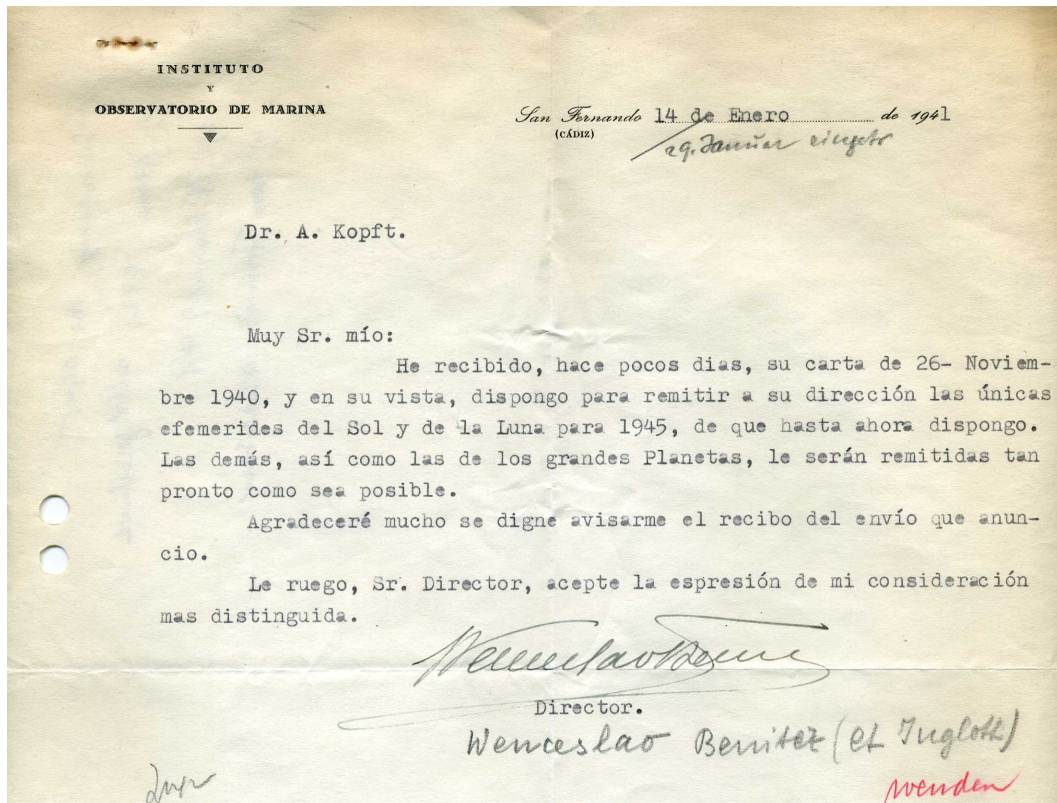 INSTITUTO
Y
OBSERVATORIO DE MARINA
San Fernando 14 de Enero de 1941
(CÁDIZ)
29. Januar
Dr. A. Kopft.
Muy Sr. mío:
He recibido, hace pocos dias, su carta de 26- Noviem-
bre 1940, y en su vista, dispongo para remitir a su dirección las únicas
efemerides del Sol y de la Luna para 1945, de que hasta ahora dispongo.
Las demás, así como las de los grandes Planetas, le serán remitidas tan
pronto como sea posible.
Agradeceré mucho se digne avisarme el recibo del envío que anun-
cio.
Le ruego, Sr. Director, acepte la espresión de mi consideración
mas distinguida.
Director.
Wenceslao Benitez (et Ingloth)
wenden